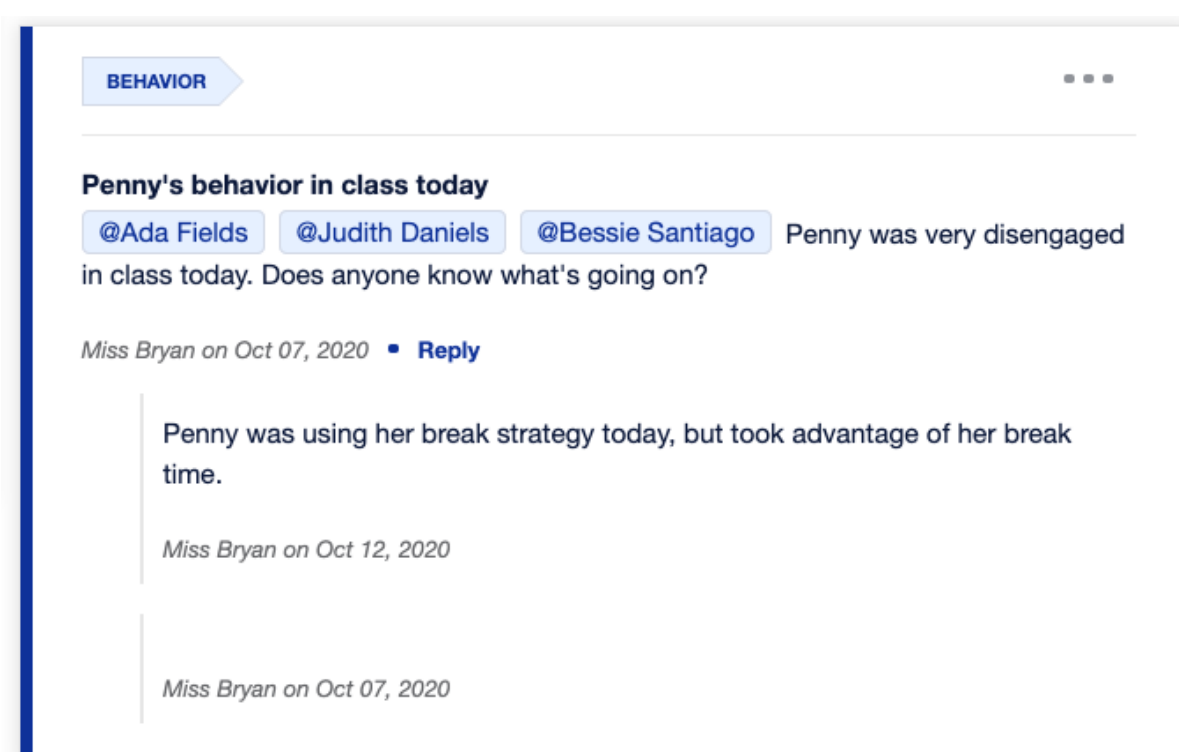 BEHAVIOR
Penny's behavior in class today
@Ada Fields @Judith Daniels @Bessie Santiago Penny was very disengaged
in class today. Does anyone know what's going on?
Miss Bryan on Oct 07, 2020 • Reply
Penny was using her break strategy today, but took advantage of her break
time.
Miss Bryan on Oct 12, 2020
Miss Bryan on Oct 07, 2020